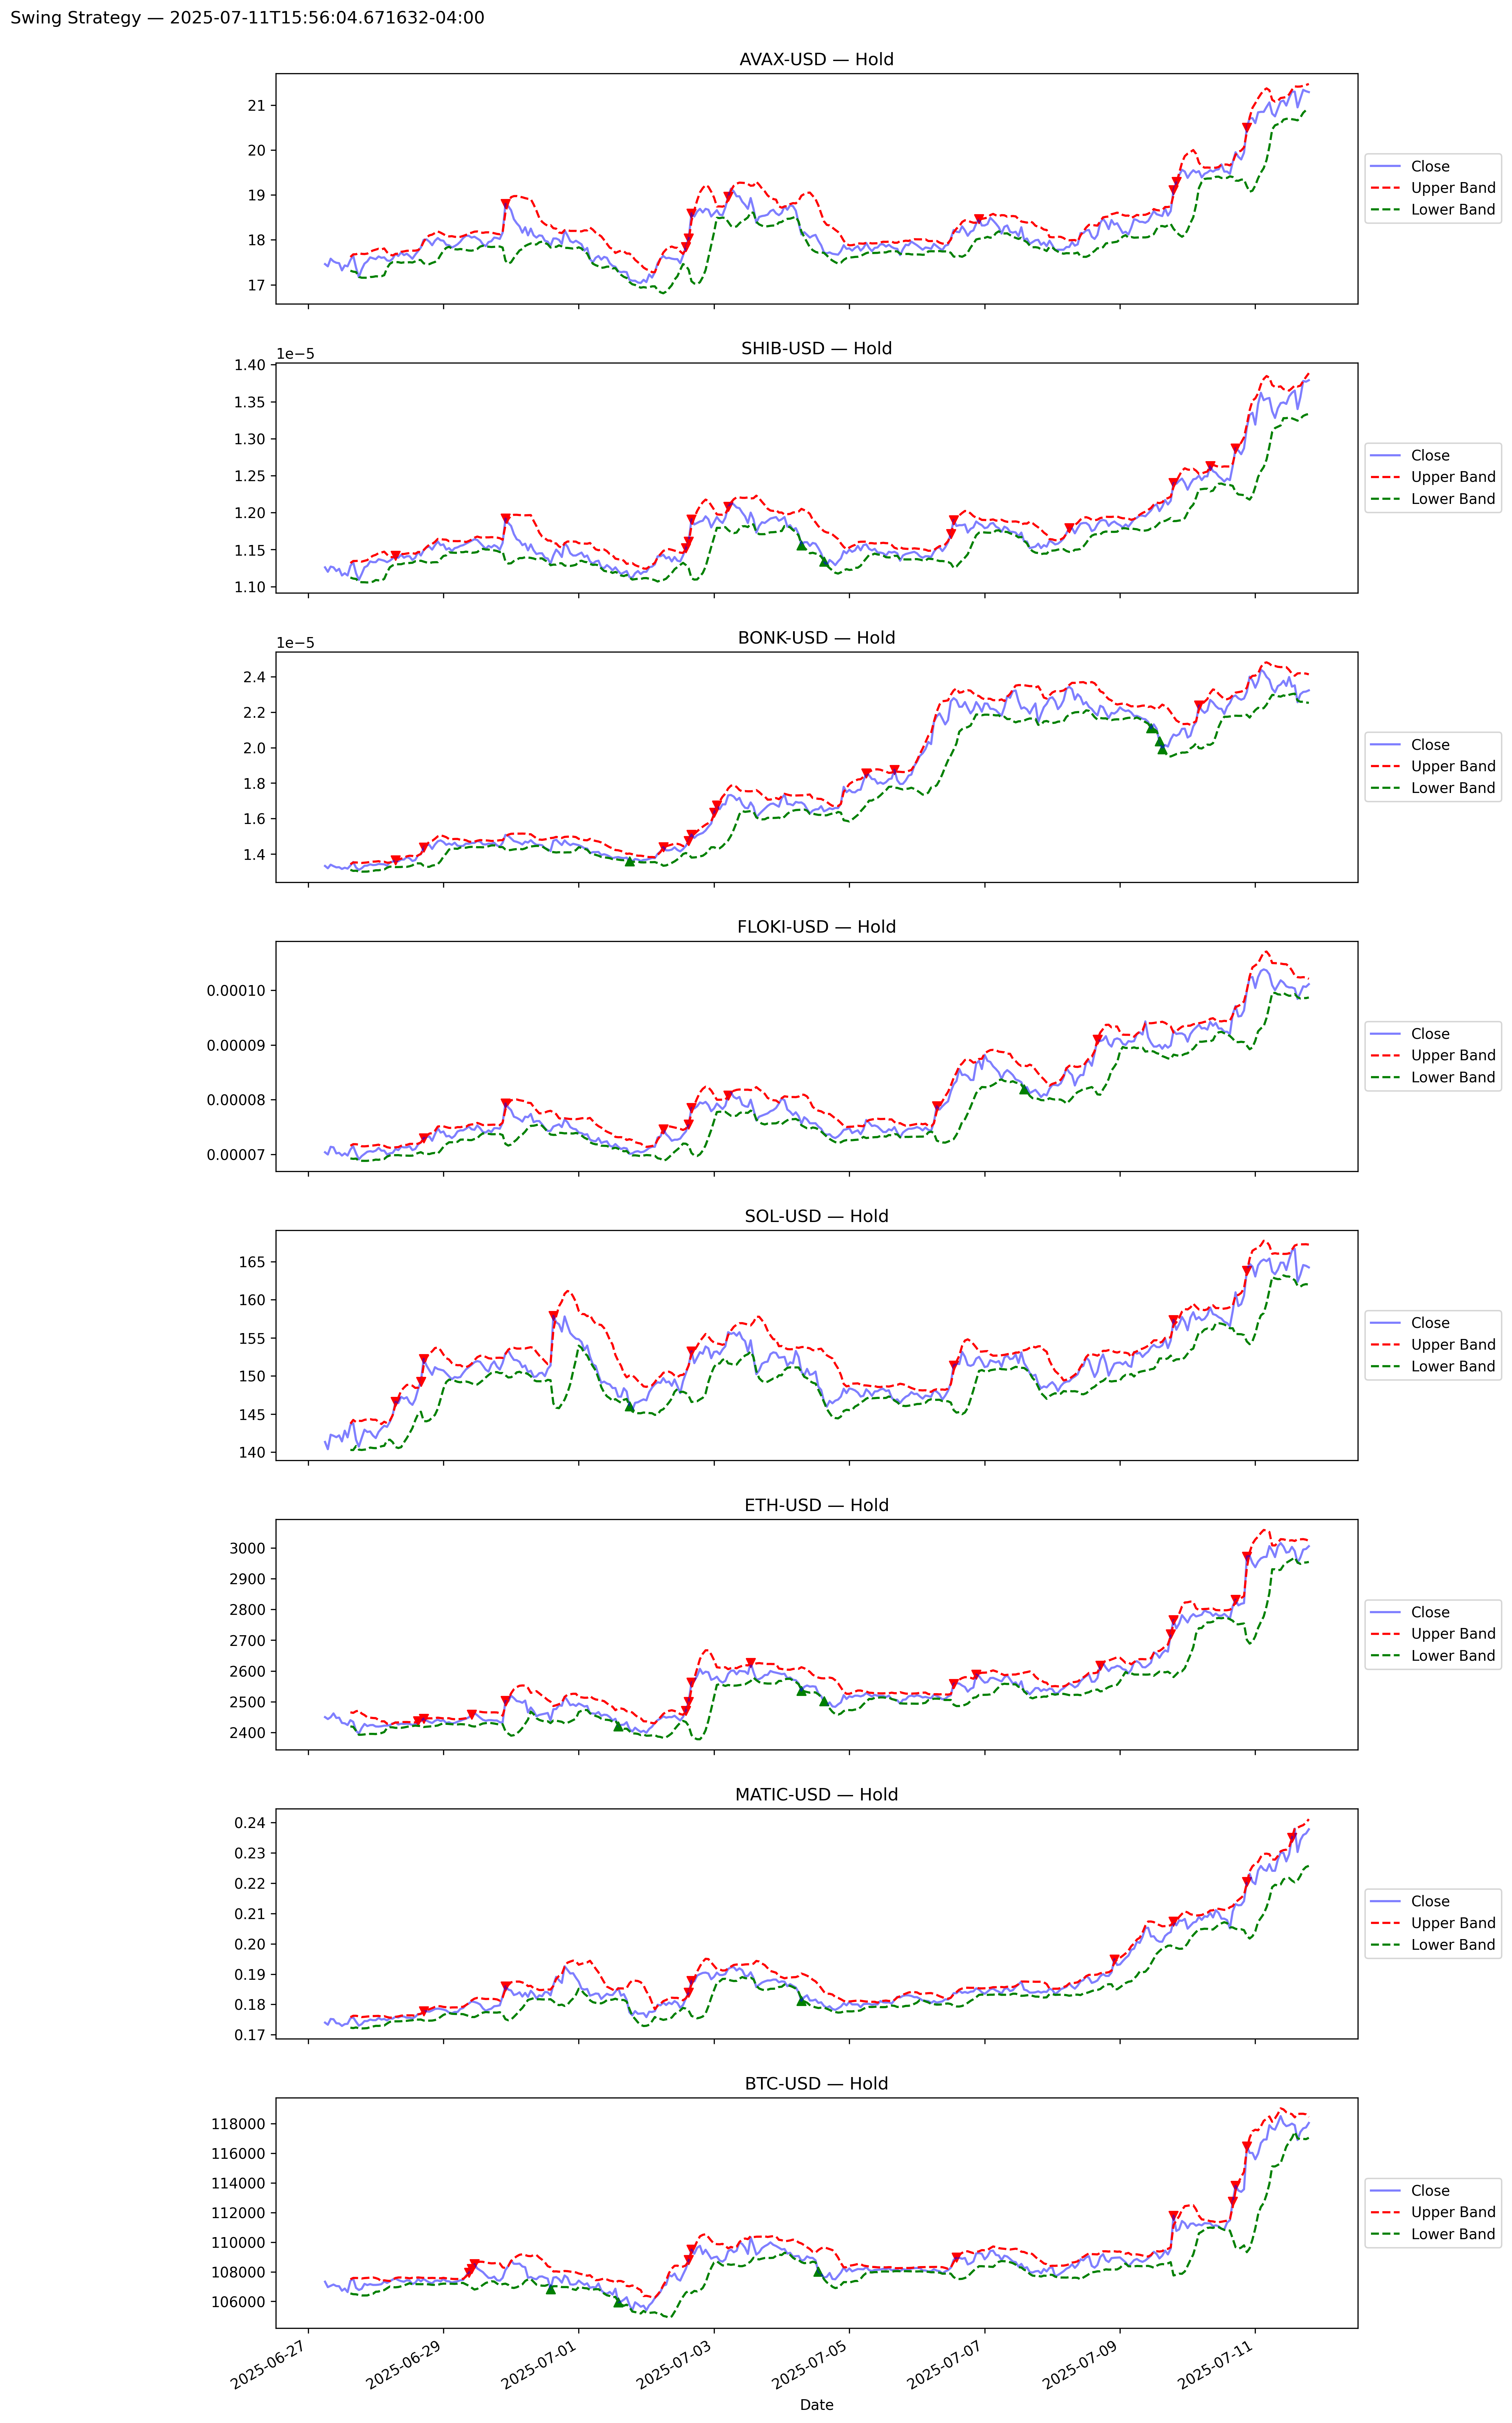 Swing Strategy — 2025-07-11T15:56:04.671632-04:00
AVAX-USD — Hold
21
20
19
18
17
Close
Upper Band
Lower Band
SHIB-USD — Hold
1e−5
1.40
1.35
1.30
1.25
1.20
1.15
1.10
Close
Upper Band
Lower Band
BONK-USD — Hold
1e−5
2.4
2.2
2.0
1.8
1.6
1.4
Close
Upper Band
Lower Band
FLOKI-USD — Hold
0.00010
0.00009
0.00008
0.00007
Close
Upper Band
Lower Band
SOL-USD — Hold
165
160
155
150
145
140
Close
Upper Band
Lower Band
ETH-USD — Hold
3000
2900
2800
2700
2600
2500
2400
Close
Upper Band
Lower Band
MATIC-USD — Hold
0.24
0.23
0.22
0.21
0.20
0.19
0.18
0.17
Close
Upper Band
Lower Band
BTC-USD — Hold
118000
116000
114000
112000
110000
108000
106000
Close
Upper Band
Lower Band
2025-06-27
2025-06-29
2025-07-01
2025-07-03
2025-07-05
2025-07-07
2025-07-09
2025-07-11
Date